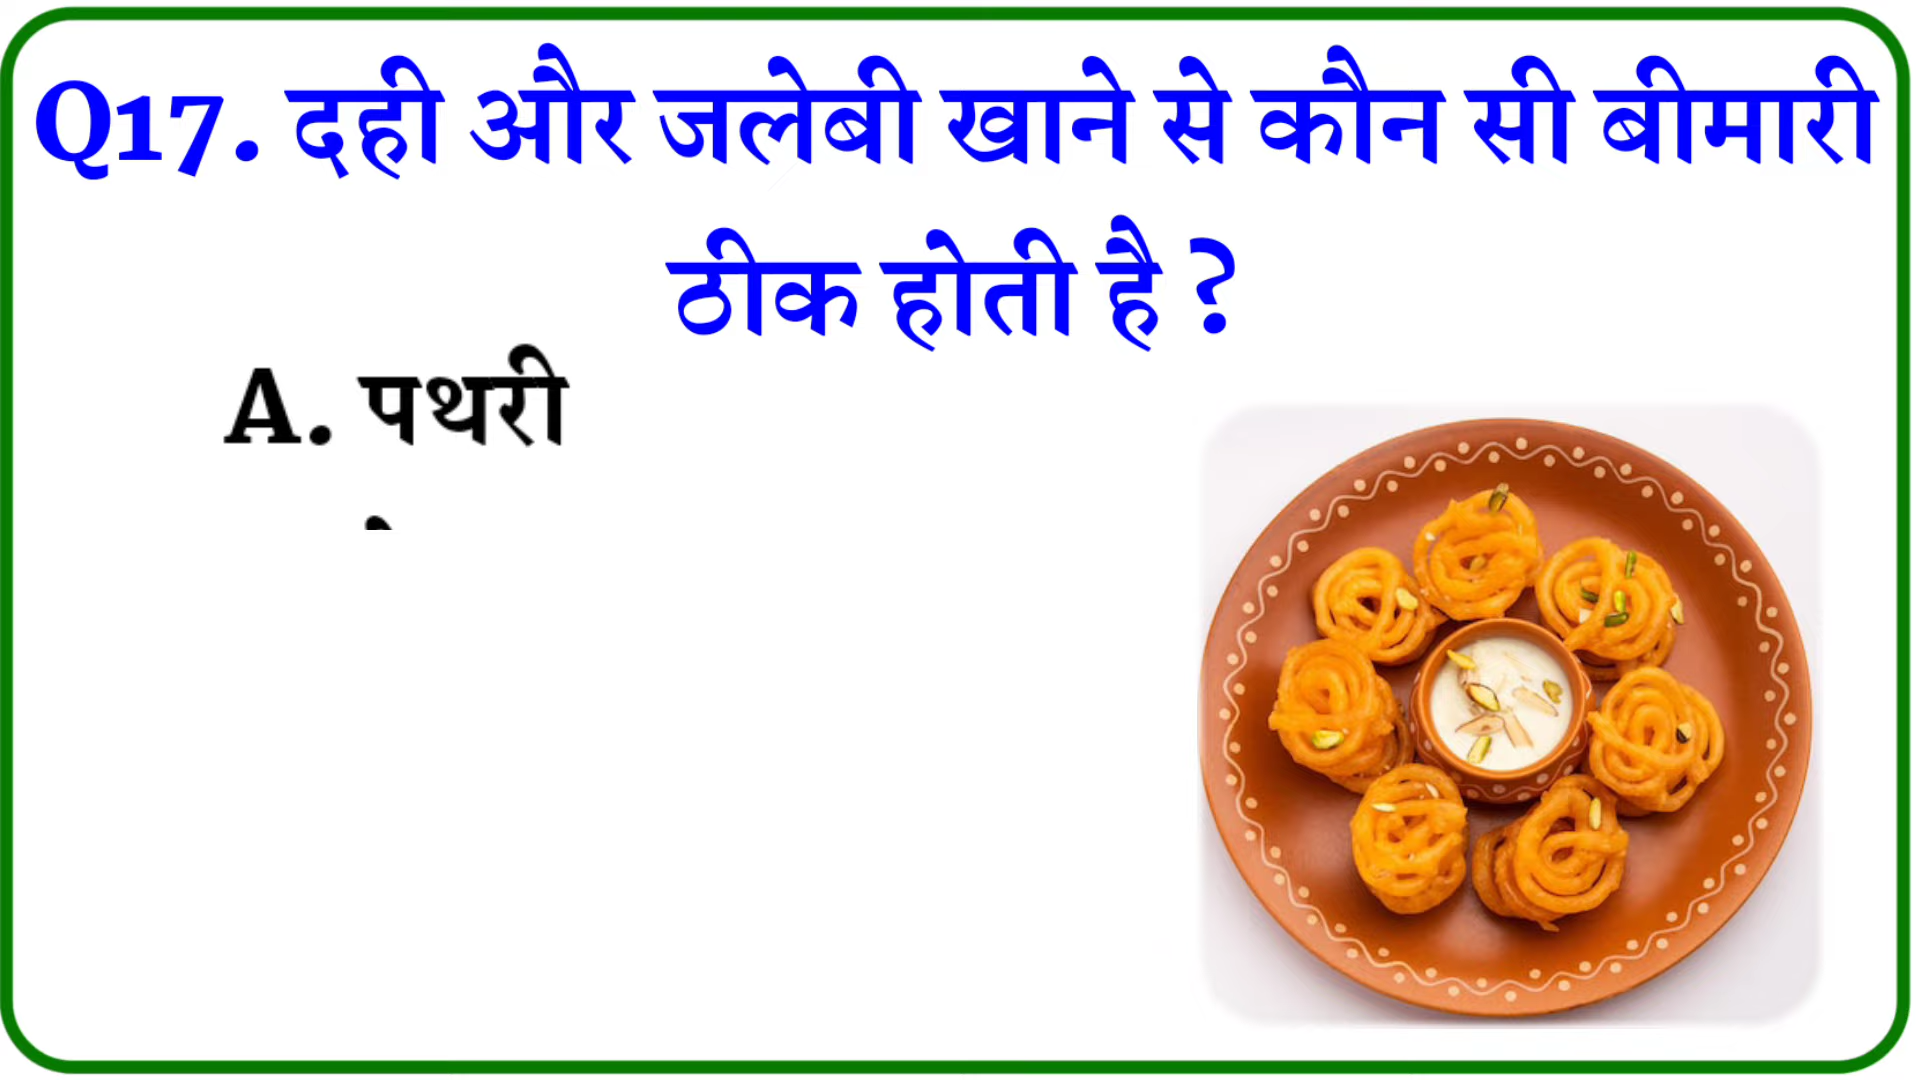 Q17. दही और जलेबी खाने से कौन सी बीमारी
ठीक होती है ?
A. पथरी